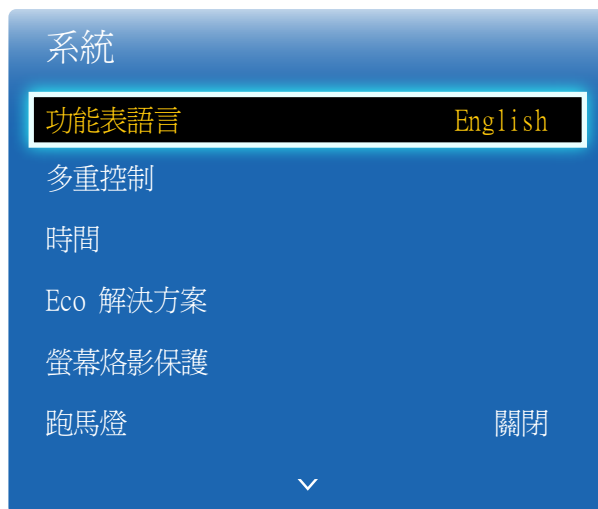 系統
功能表語言 English
多重控制
時間
Eco 解決方案
螢幕烙影保護
跑馬燈 關閉